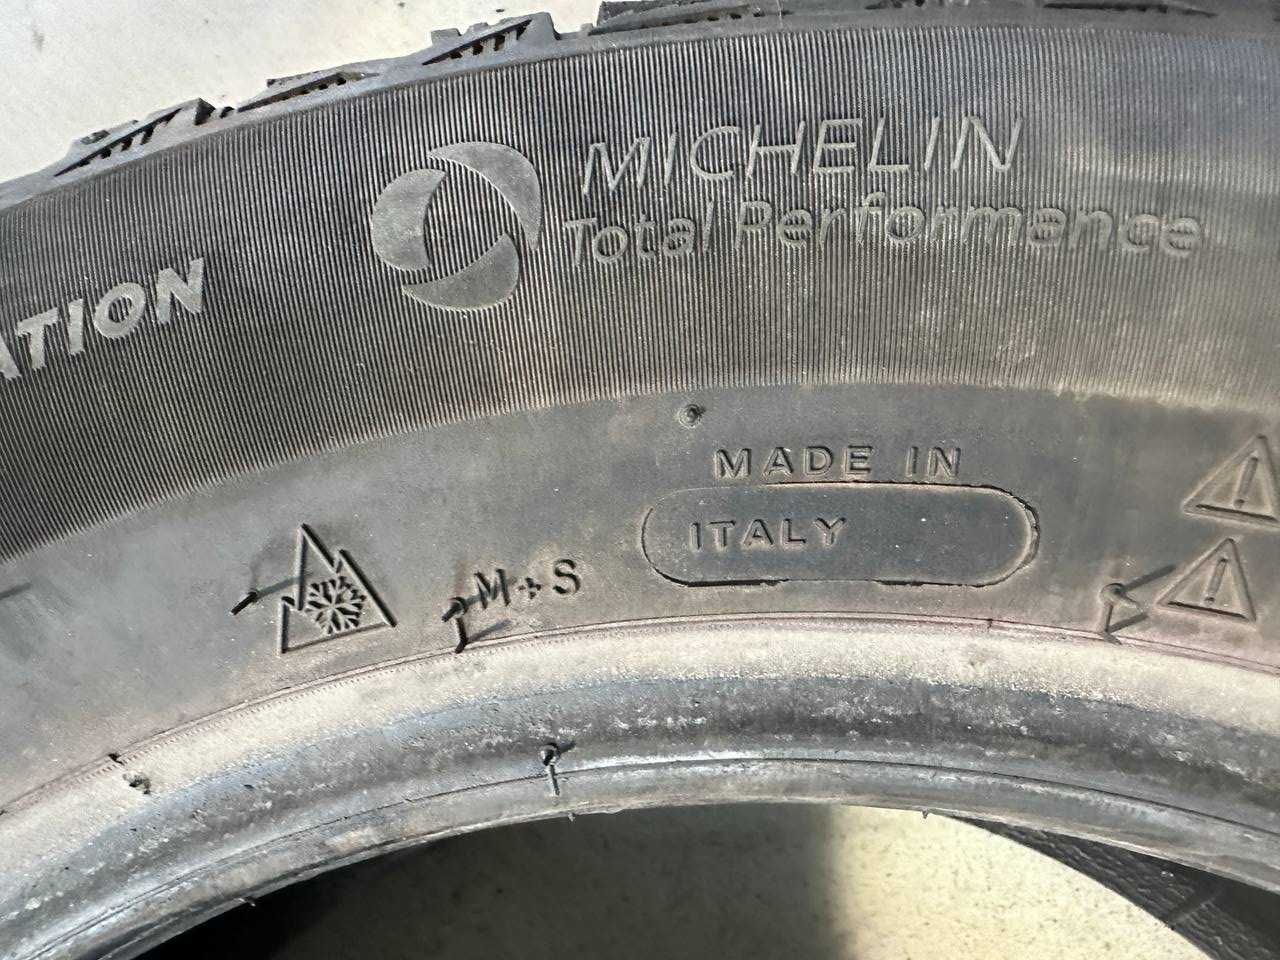 ATION
MICHELIN
Total Performance
MADE IN
ITALY
M+S